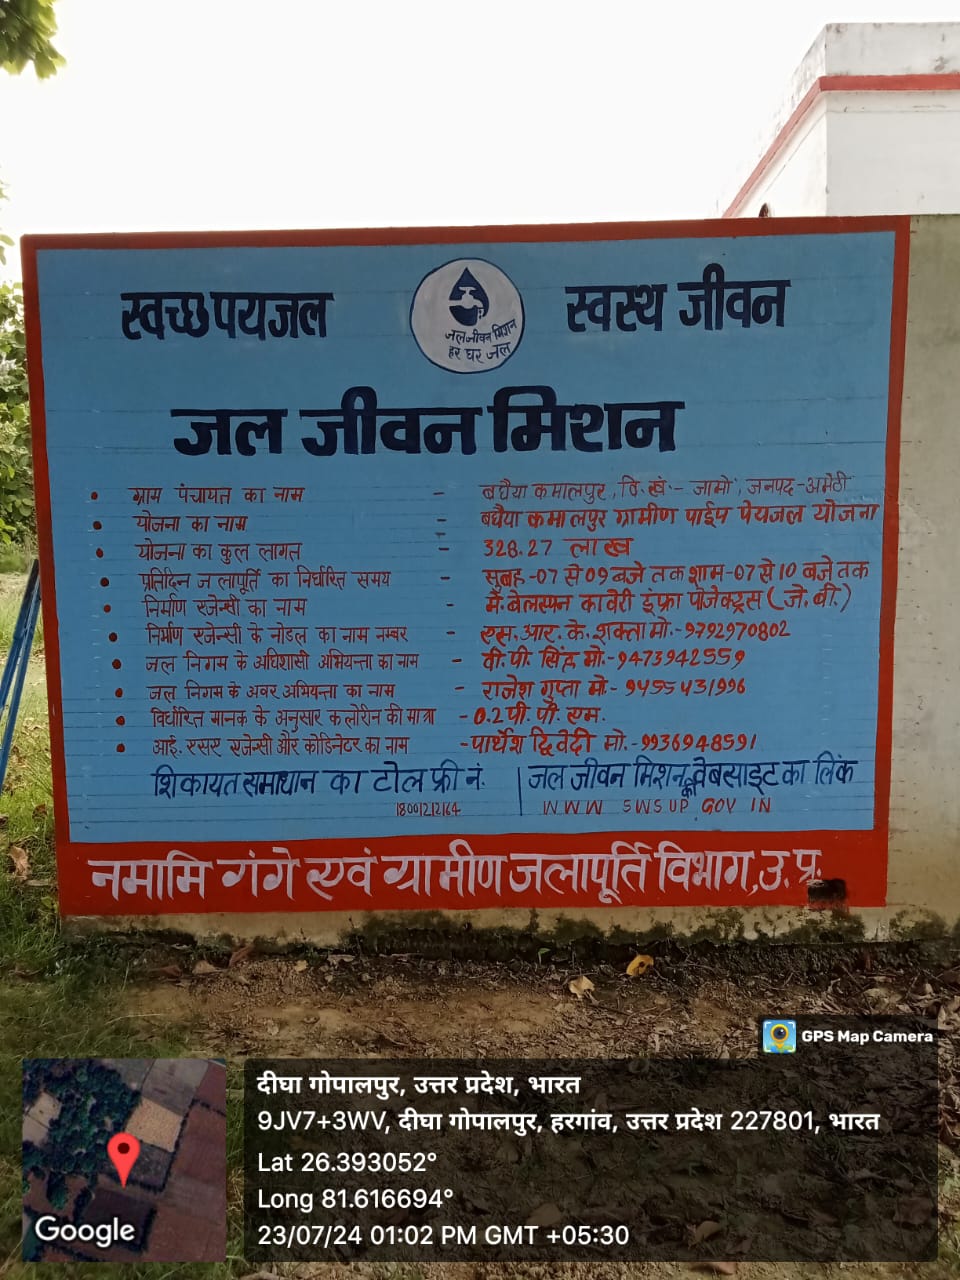 स्वच्छ पयजल
जल जीवन मिशन
हर घर जल
स्वस्थ जीवन
जल जीवन मिशन
• ग्राम पंचायत का नाम - बघैया कमालपुर, वि.खं.- जामो, जनपद-अमेठी
• योजना का नाम - बघैया कमालपुर ग्रामीण पाईप पेयजल योजना
• योजना का कुल लागत - 328.27 लाख
• प्रतिदिन जलापूर्ति का निर्धारित समय - सुबह-07 से 09 बजे तक शाम-07 से 10 बजे तक
• निर्माण एजेन्सी का नाम - मे. बेलस्पन कावेरी इंफ्रा प्रोजेक्ट्स (जे.बी.)
• निर्माण एजेन्सी के नोडल का नाम नम्बर - एस.आर.के. शुक्ता मो.-9792970802
• जल निगम के अधिशासी अभियन्ता का नाम - वी.पी. सिंह मो.-9473942559
• जल निगम के अवर अभियन्ता का नाम - राजेश गुप्ता मो-9455431996
• विर्धारित मानक के अनुसार कलोरीन की मात्रा - 0.2 पी.पी.एम.
• आई.एसए एजेन्सी और कोडिनेटर का नाम - पार्थेश द्विवेदी मो.-9936948591
शिकायत समाधान का टोल फ्री नं.
18001212164
जल जीवन मिशन की वेबसाइट का लिंक
WWW SWSUP.GOV IN
नमामि गंगे एवं ग्रामीण जलापूर्ति विभाग, उ. प्र.
GPS Map Camera
दीघा गोपालपुर, उत्तर प्रदेश, भारत
9JV7+3WV, दीघा गोपालपुर, हरगांव, उत्तर प्रदेश 227801, भारत
Lat 26.393052°
Long 81.616694°
23/07/24 01:02 PM GMT +05:30
Google